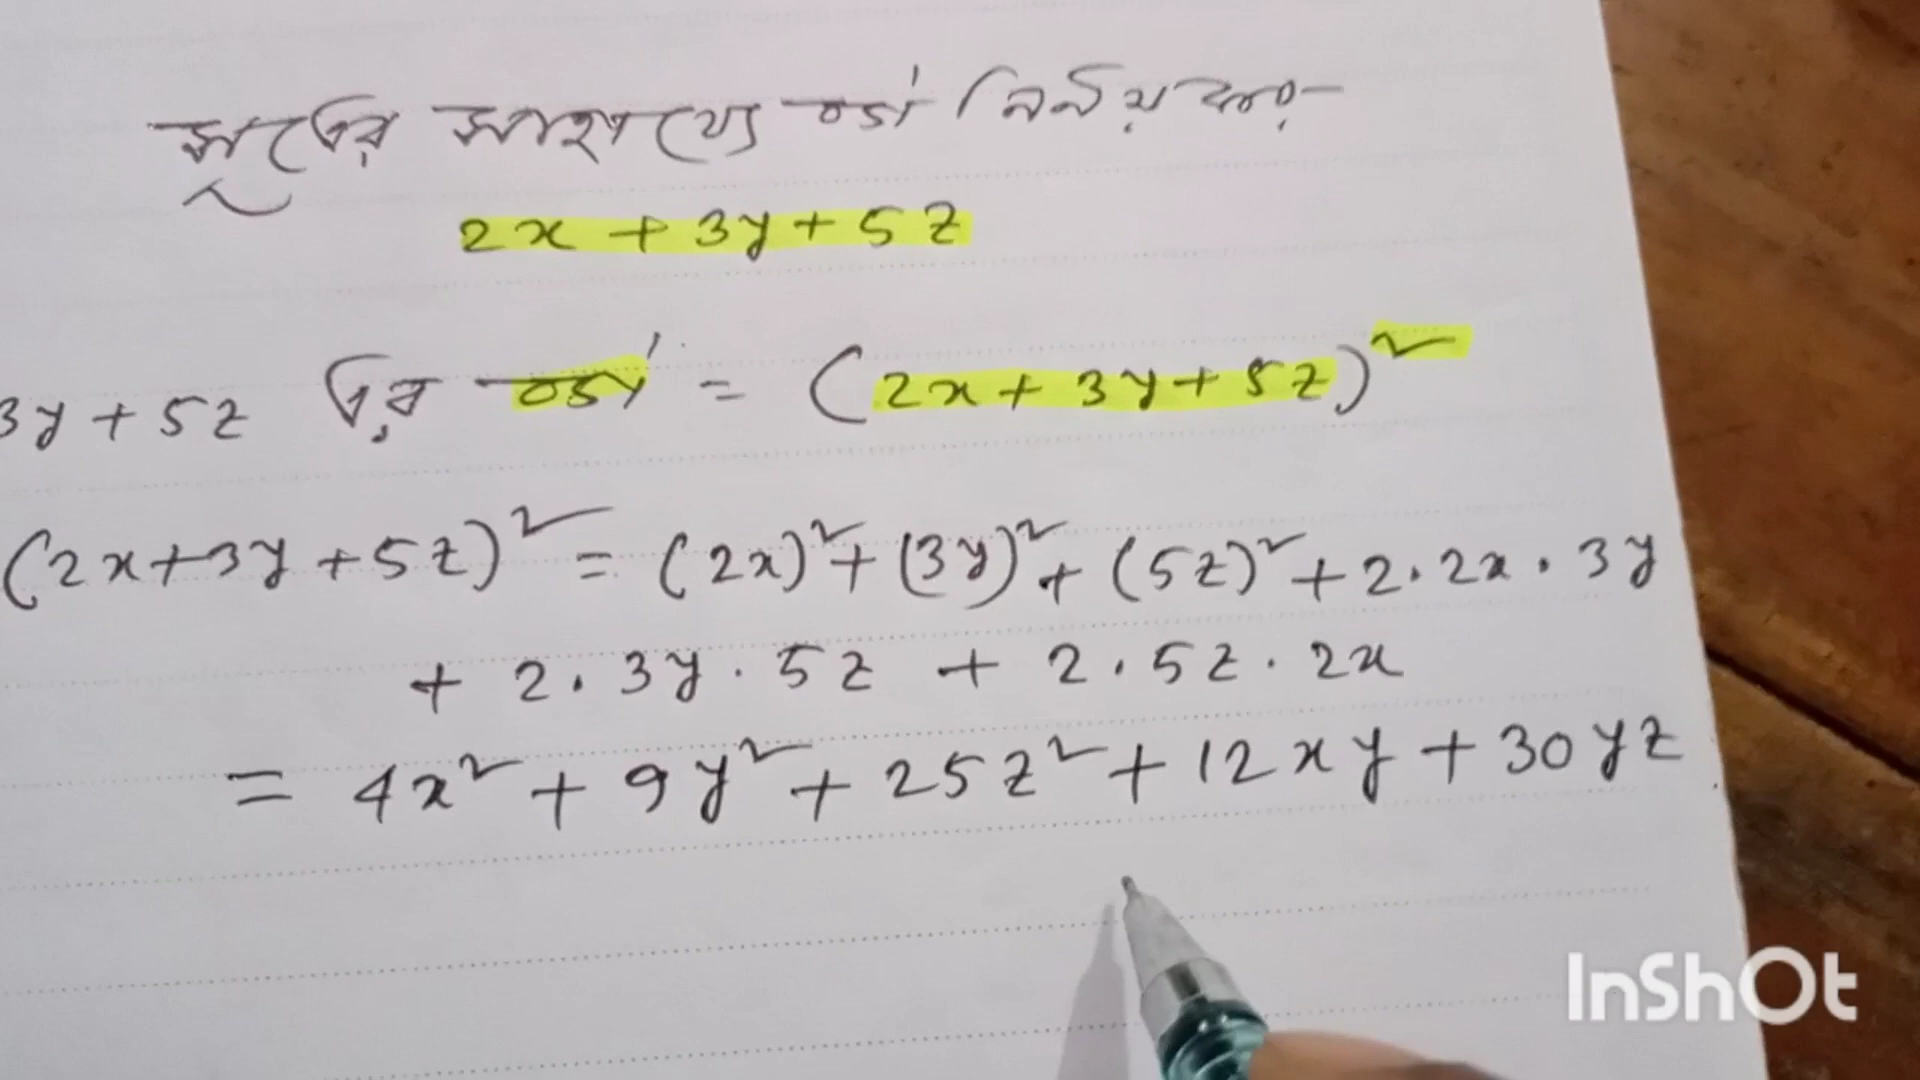 সূত্রের সাহায্যে বর্গ নির্নয় কর:-
2x + 3y + 5z
3y + 5z এর বর্গ = (2x + 3y + 5z)²
(2x+3y+5z)² = (2x)² + (3y)² + (5z)² + 2.2x.3y
+ 2.3y.5z + 2.5z.2x
= 4x² + 9y² + 25z² + 12xy + 30yz
InShOt